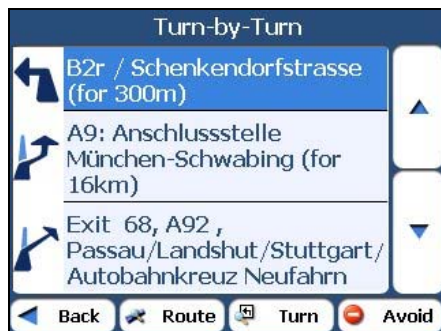 Turn-by-Turn
B2r / Schenkendorfstrasse
(for 300m)
A9: Anschlussstelle
München-Schwabing (for
16km)
Exit 68, A92 ,
Passau/Landshut/Stuttgart/
Autobahnkreuz Neufahrn
Back Route Turn Avoid